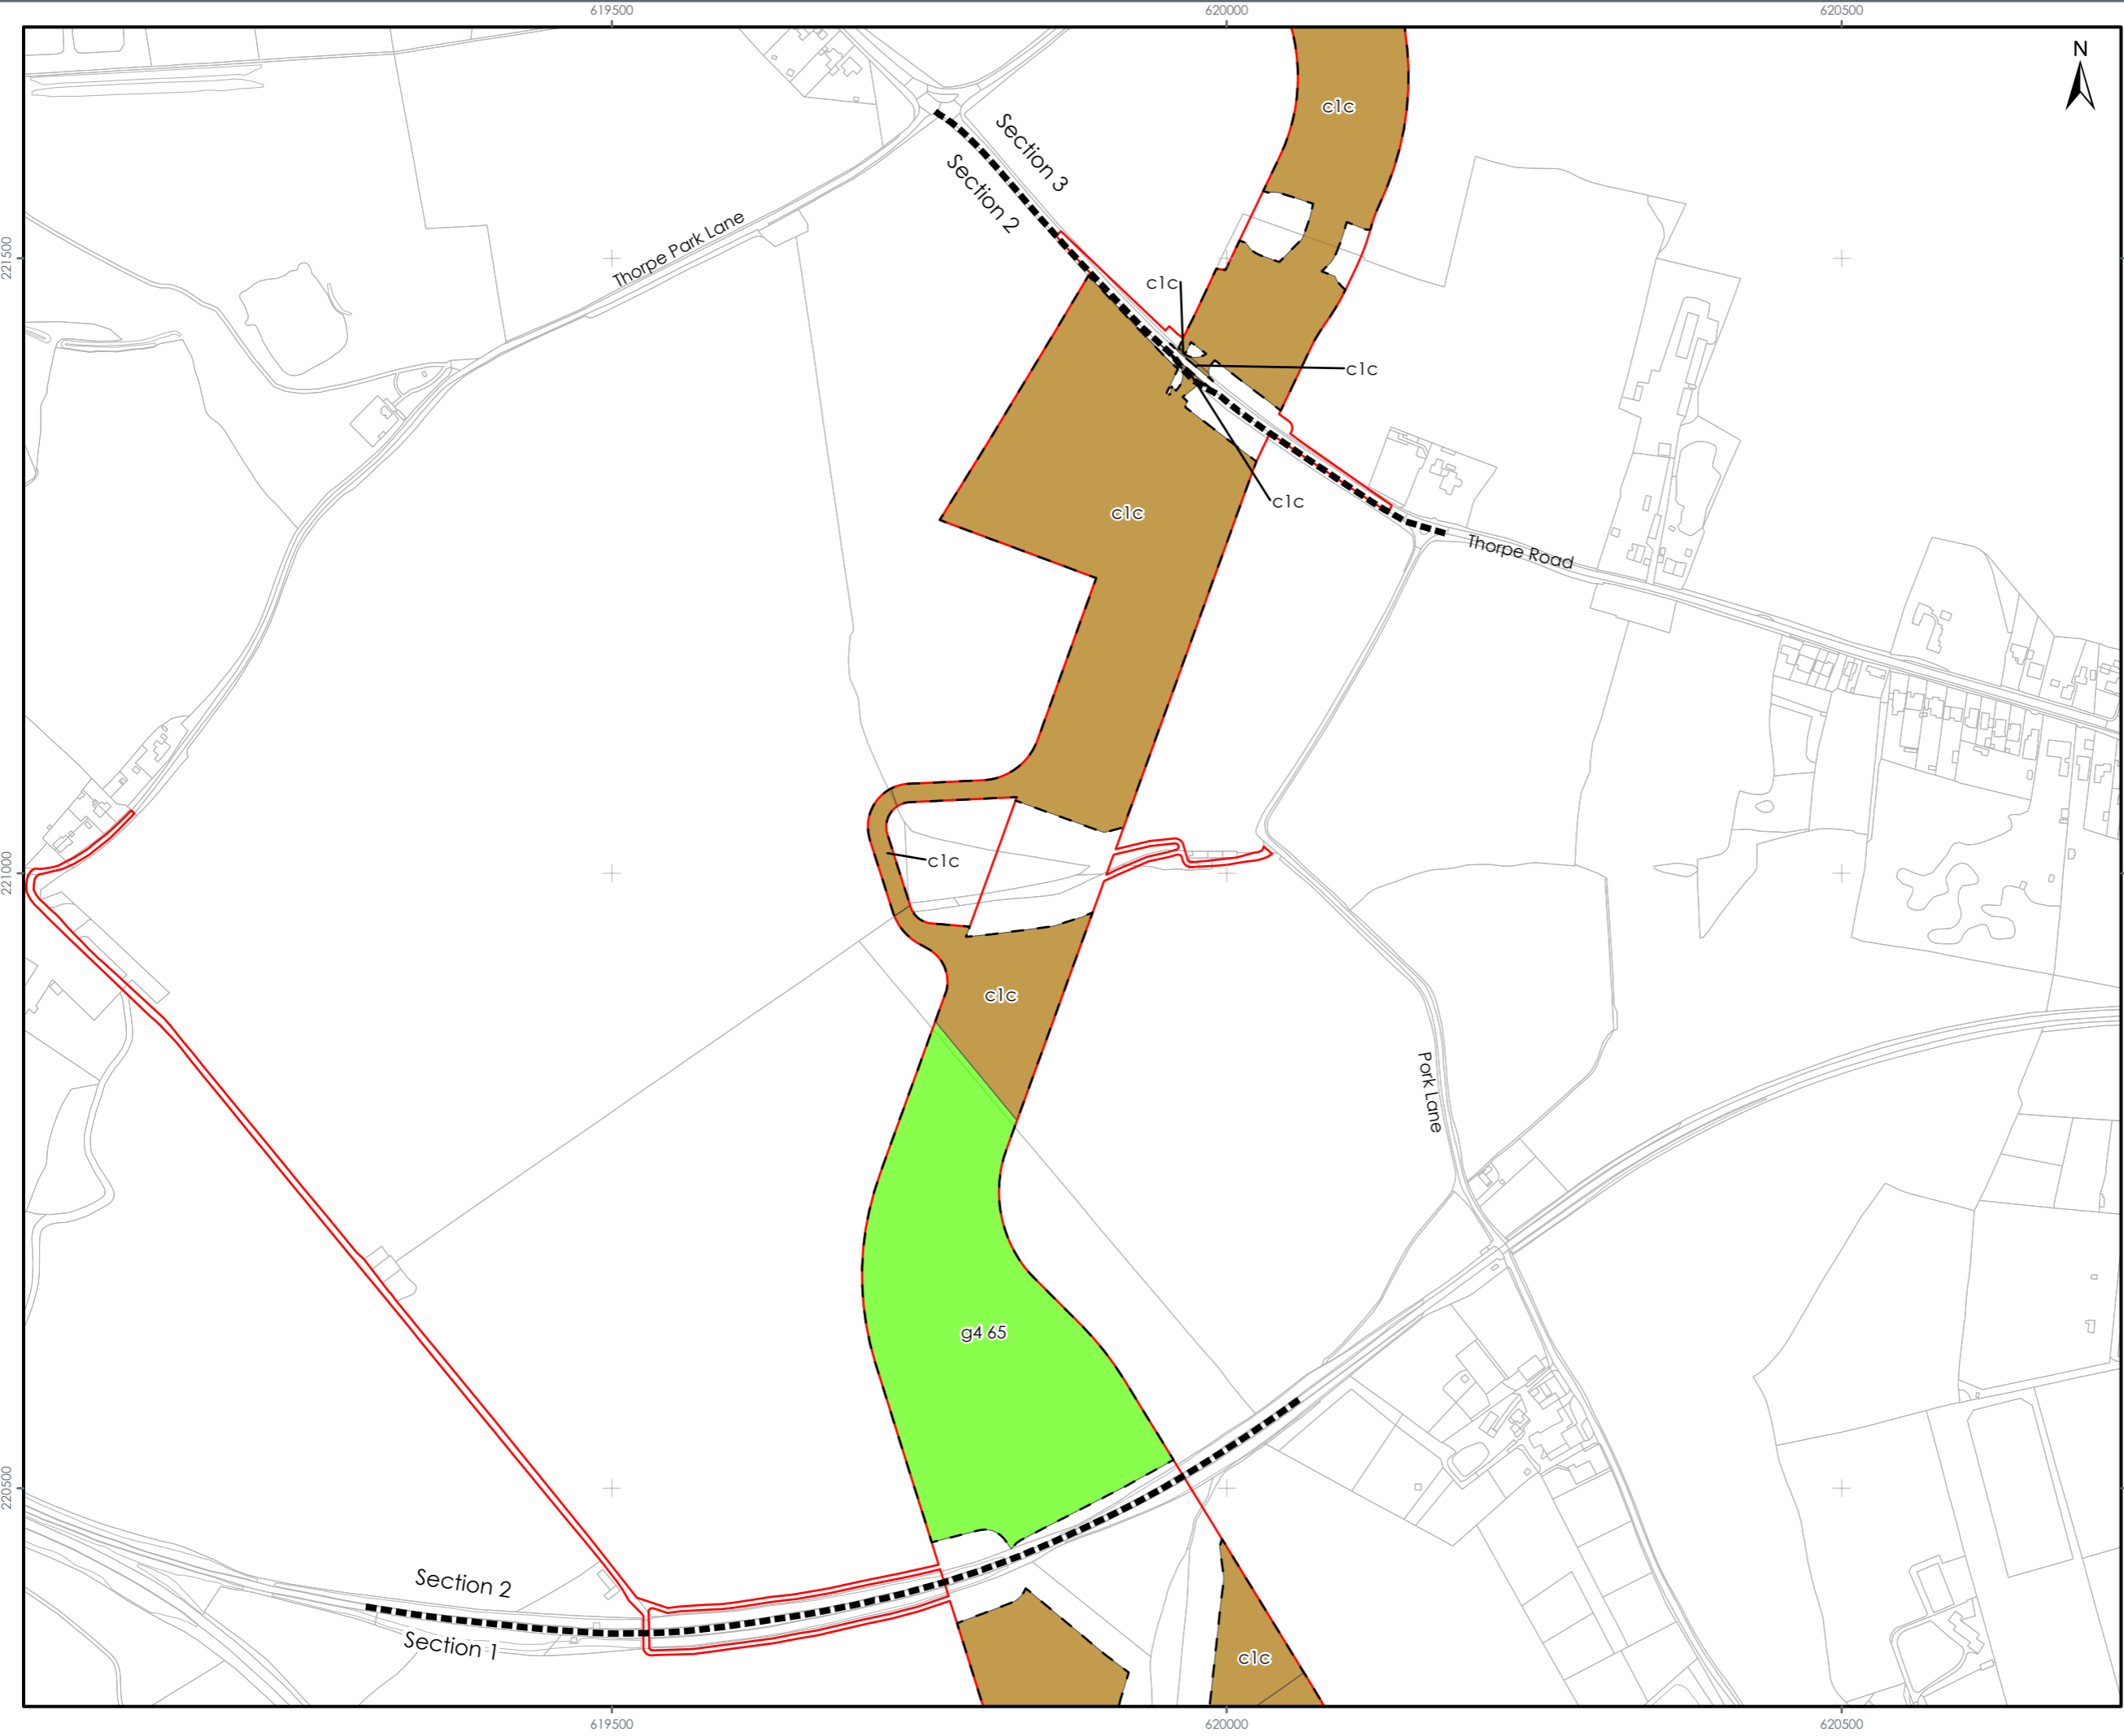 619500
620000
620500
N
c1c
Section 3
Section 2
Thorpe Park Lane
221500
c1c
c1c
c1c
c1c
Thorpe Road
c1c
221000
c1c
Pork Lane
g4 65
220500
Section 2
Section 1
c1c
619500
620000
620500